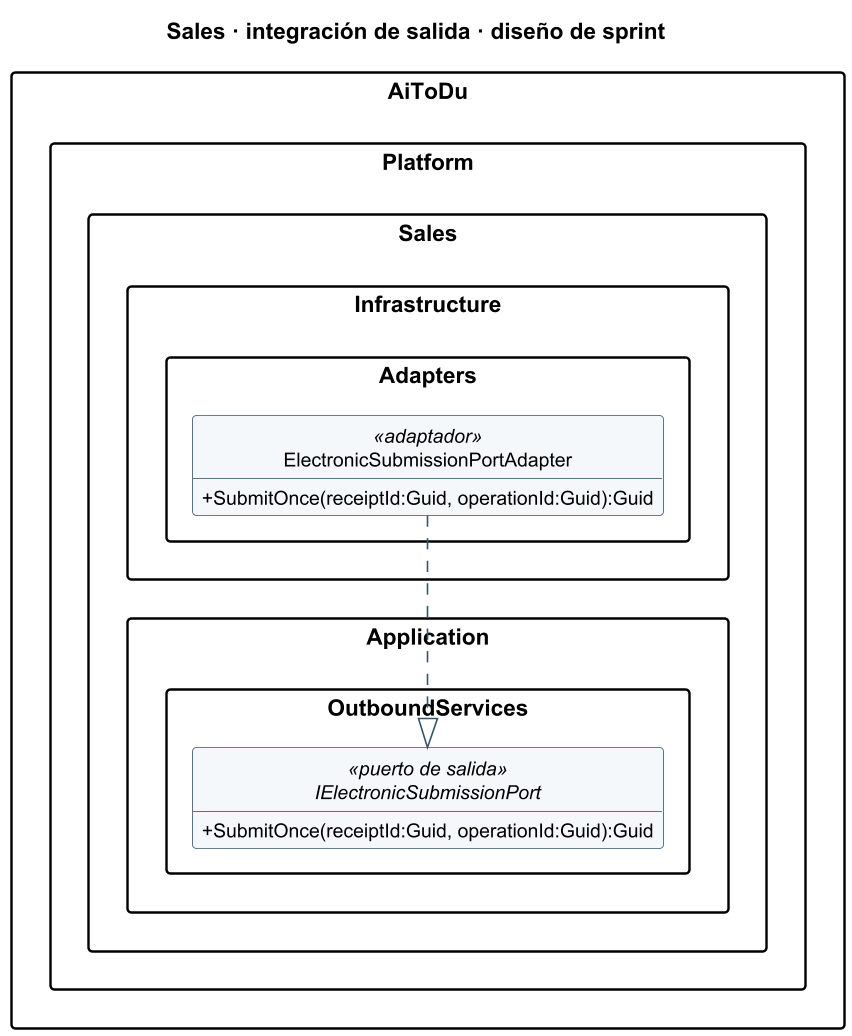 Sales · integración de salida · diseño de sprint
AiToDu
Platform
Sales
Infrastructure
Adapters
«adaptador»
ElectronicSubmissionPortAdapter
+SubmitOnce(receiptId:Guid, operationId:Guid):Guid
Application
OutboundServices
«puerto de salida»
IElectronicSubmissionPort
+SubmitOnce(receiptId:Guid, operationId:Guid):Guid